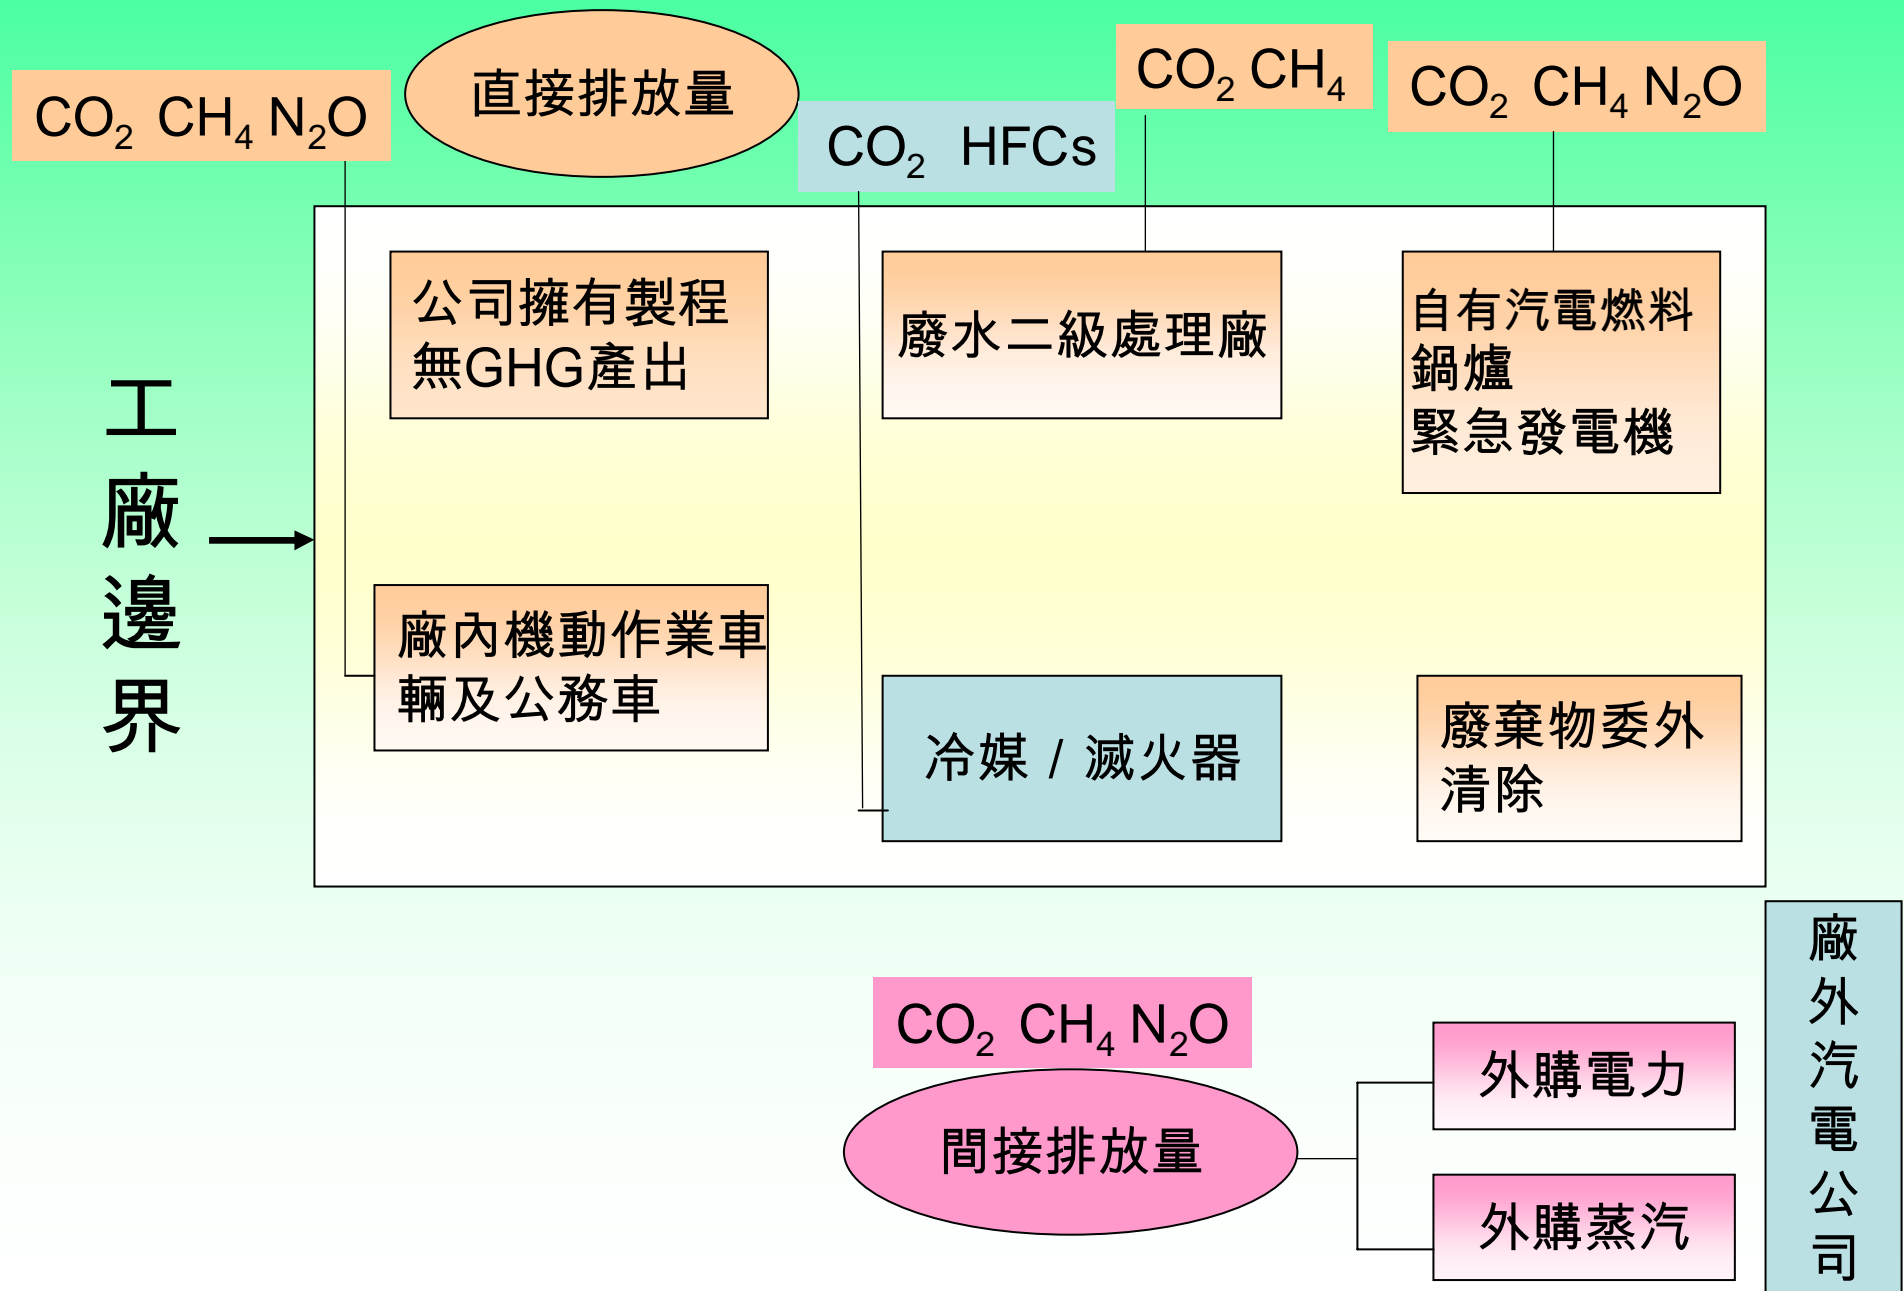 直接排放量
CO₂ CH₄ N₂O
CO₂ HFCs
CO₂ CH₄
CO₂ CH₄ N₂O
工廠邊界
公司擁有製程
無GHG產出
廢水二級處理廠
自有汽電燃料
鍋爐
緊急發電機
廠內機動作業車
輛及公務車
冷媒 / 滅火器
廢棄物委外
清除
CO₂ CH₄ N₂O
間接排放量
外購電力
外購蒸汽
廠外汽電公司